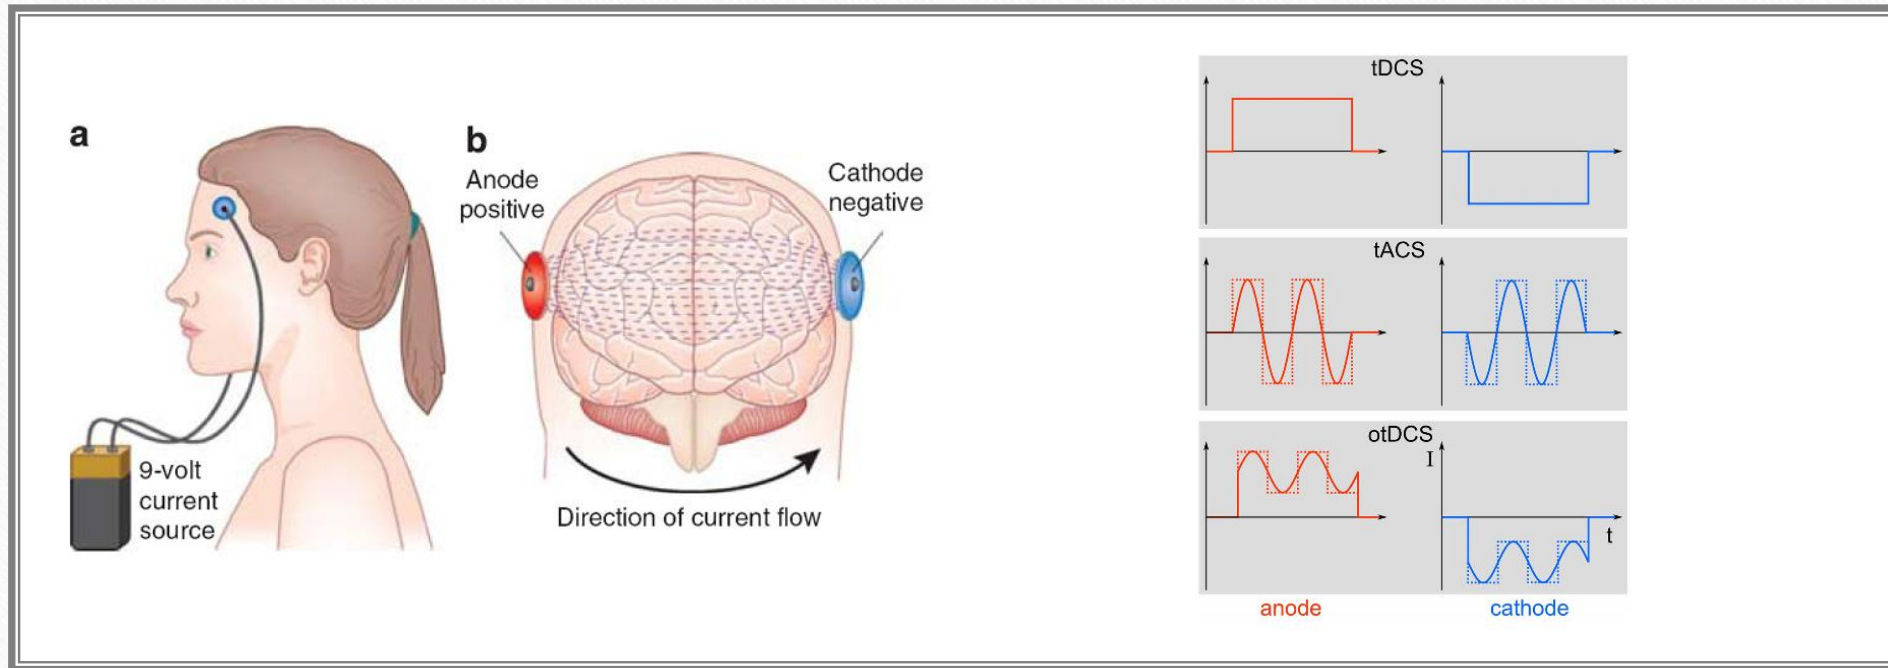 a
b
Anode
positive
Cathode
negative
9-volt
current
source
Direction of current flow
tDCS
tACS
otDCS
I
t
anode
cathode